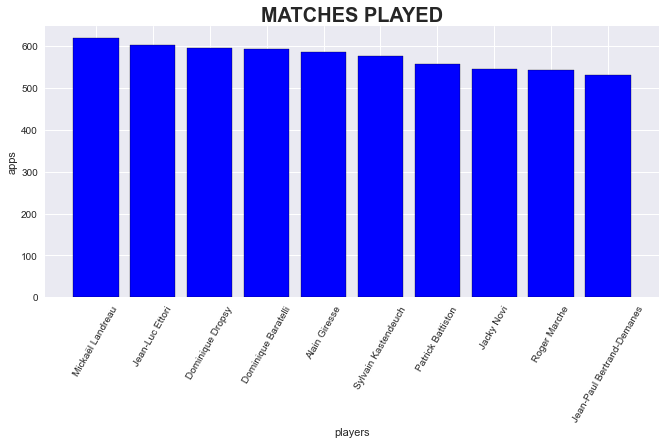 MATCHES PLAYED
apps
600
500
400
300
200
100
0
Mickaël Landreau
Jean-Luc Ettori
Dominique Dropsy
Dominique Baratelli
Alain Giresse
Sylvain Kastendeuch
Patrick Battiston
Jacky Novi
Roger Marche
Jean-Paul Bertrand-Demanes
players